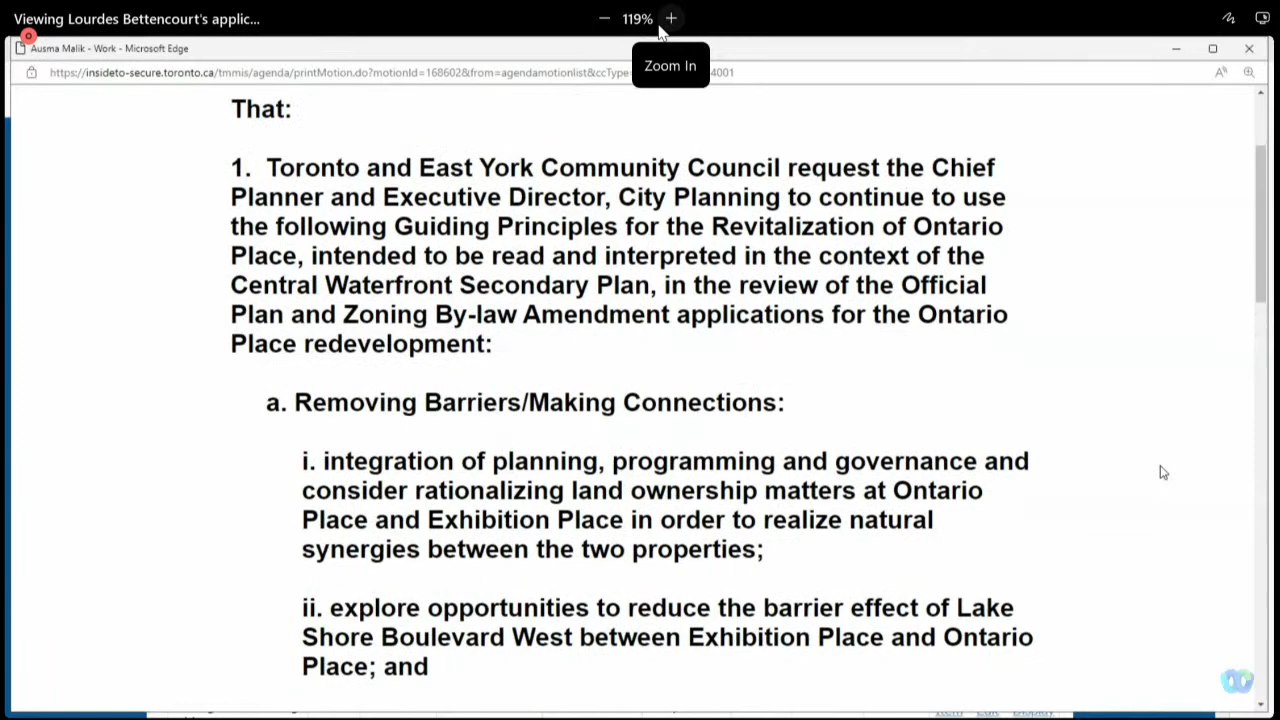 Viewing Lourdes Bettencourt's applic...
119%
Zoom In
Ausma Malik - Work - Microsoft Edge
https://insideto-secure.toronto.ca/tmmis/agenda/printMotion.do?motionId=168602&from=agendamotionlist&ccType 4001
That:
1. Toronto and East York Community Council request the Chief
Planner and Executive Director, City Planning to continue to use
the following Guiding Principles for the Revitalization of Ontario
Place, intended to be read and interpreted in the context of the
Central Waterfront Secondary Plan, in the review of the Official
Plan and Zoning By-law Amendment applications for the Ontario
Place redevelopment:
a. Removing Barriers/Making Connections:
i. integration of planning, programming and governance and
consider rationalizing land ownership matters at Ontario
Place and Exhibition Place in order to realize natural
synergies between the two properties;
ii. explore opportunities to reduce the barrier effect of Lake
Shore Boulevard West between Exhibition Place and Ontario
Place; and